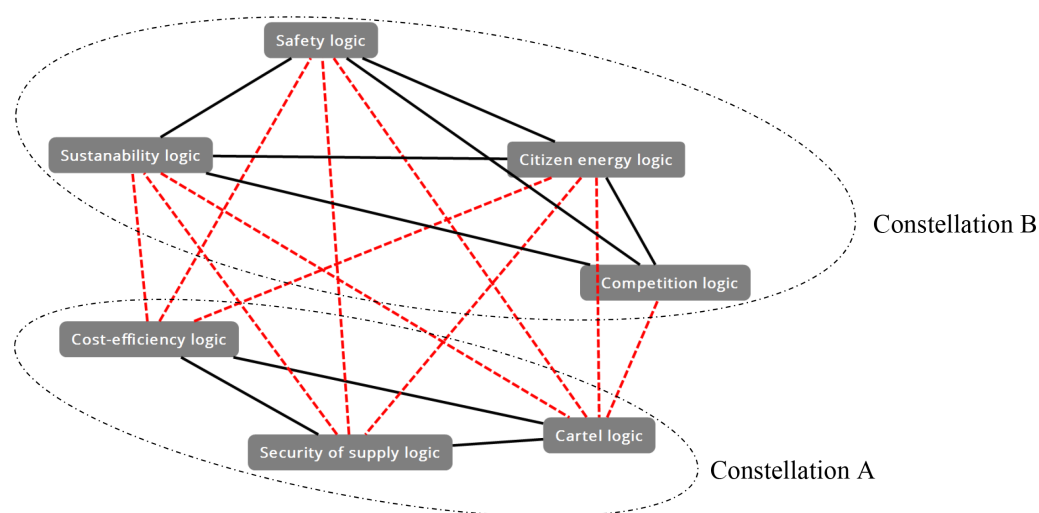 Safety logic
Sustanability logic
Citizen energy logic
Constellation B
Competition logic
Cost-efficiency logic
Cartel logic
Security of supply logic
Constellation A